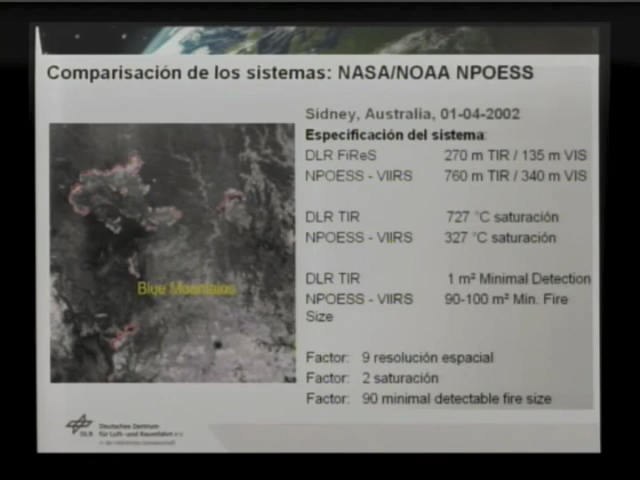 Comparisación de los sistemas: NASA/NOAA NPOESS
Sídney, Australia, 01-04-2002
Especificación del sistema:
DLR FiReS 270 m TIR / 135 m VIS
NPOESS - VIIRS 760 m TIR / 340 m VIS
DLR TIR 727 °C saturación
NPOESS - VIIRS 327 °C saturación
DLR TIR 1 m² Minimal Detection
NPOESS - VIIRS 90-100 m² Min. Fire
Size
Blue Mountains
Factor: 9 resolución espacial
Factor: 2 saturación
Factor: 90 minimal detectable fire size
DLR
Deutsches Zentrum
für Luft- und Raumfahrt e.V.